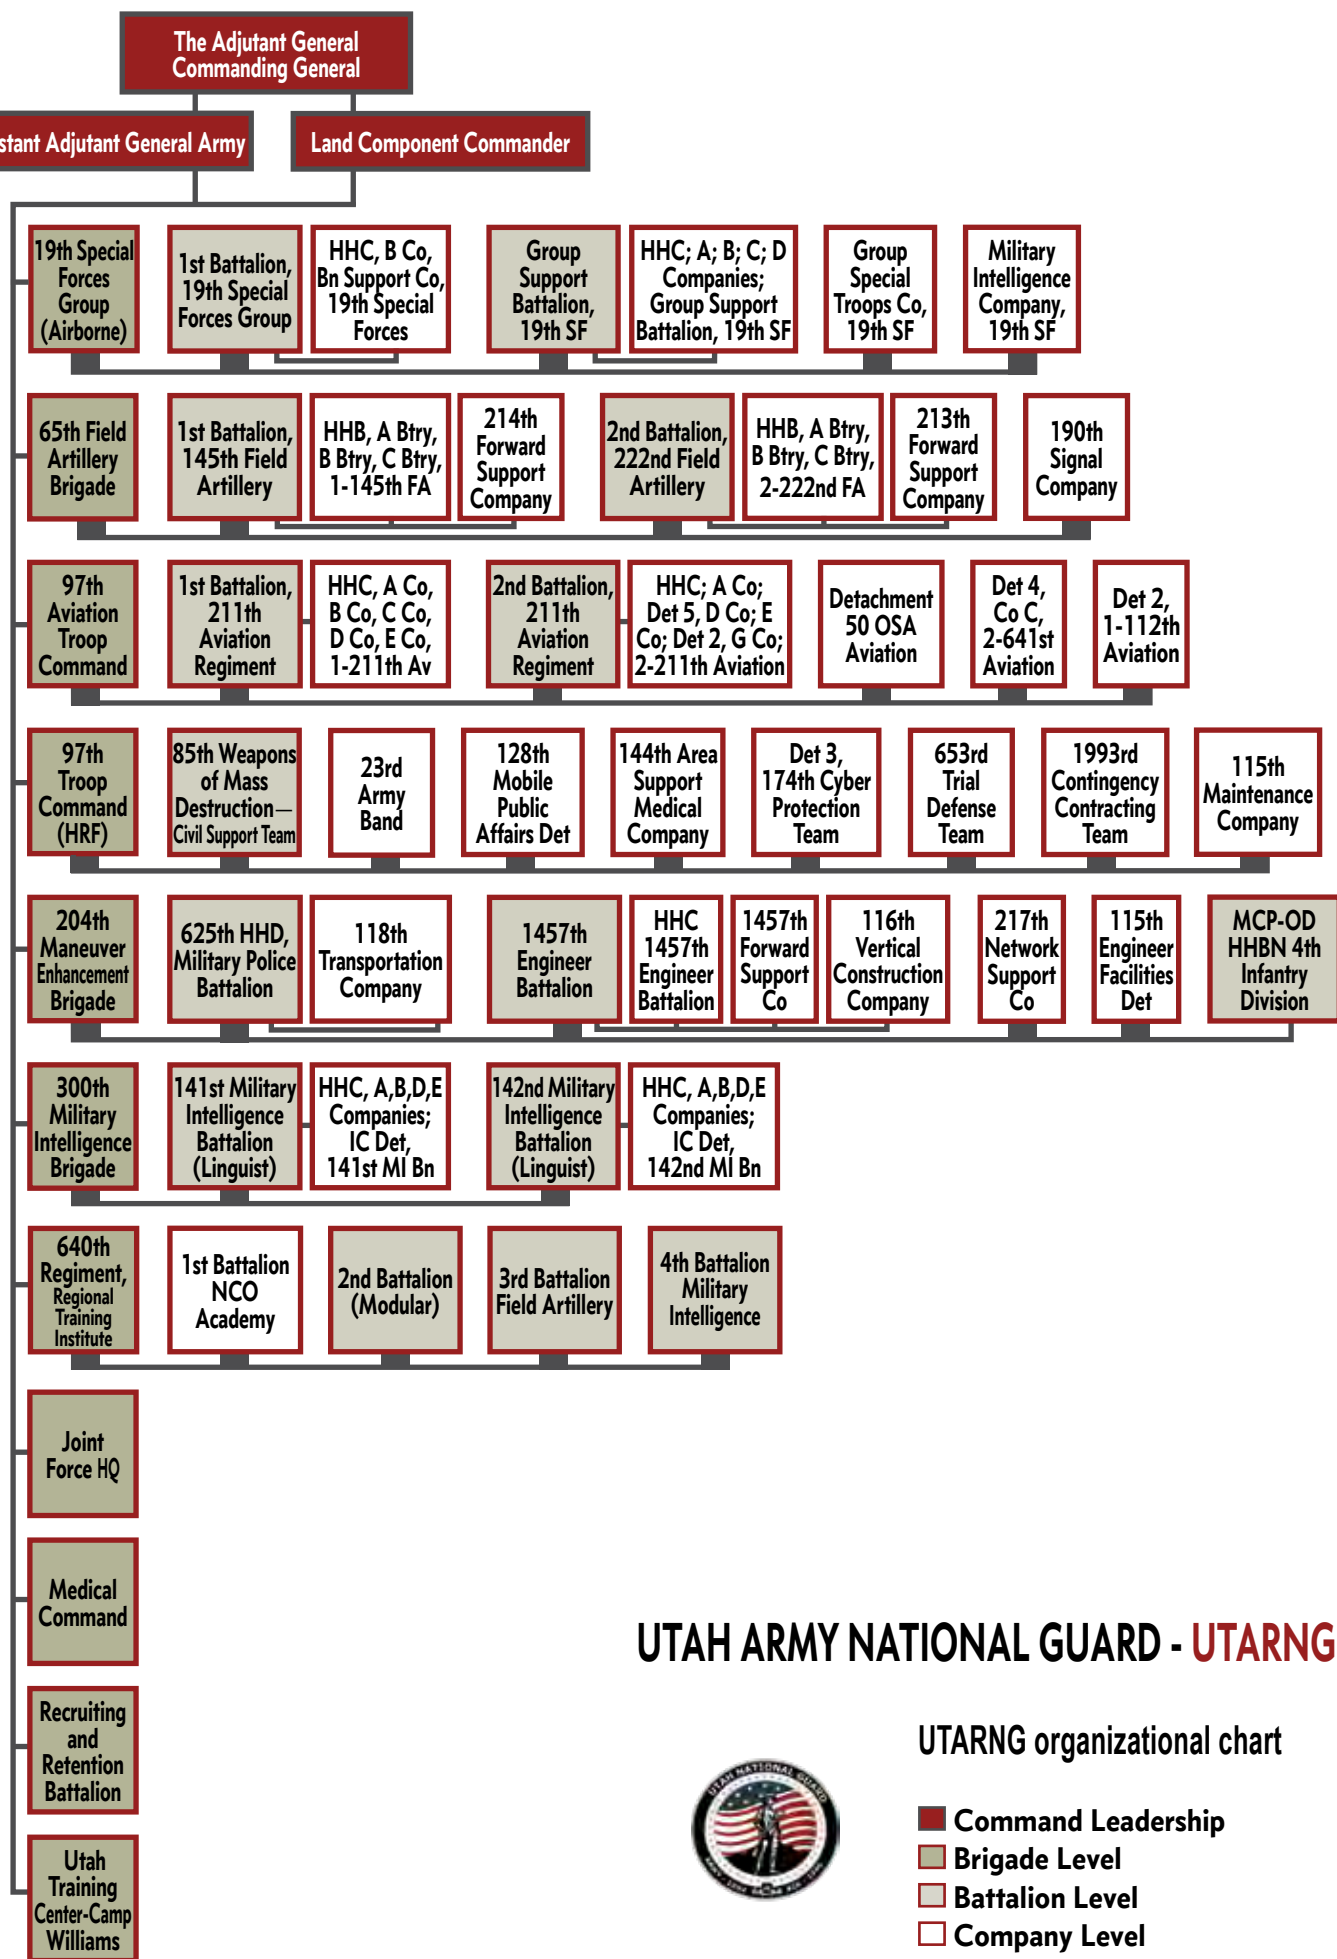 The Adjutant General
Commanding General
stant Adjutant General Army
Land Component Commander
19th Special
Forces
Group
(Airborne)
1st Battalion,
19th Special
Forces Group
HHC, B Co,
Bn Support Co,
19th Special
Forces
Group
Support
Battalion,
19th SF
HHC; A; B; C; D
Companies;
Group Support
Battalion, 19th SF
Group
Special
Troops Co,
19th SF
Military
Intelligence
Company,
19th SF
65th Field
Artillery
Brigade
1st Battalion,
145th Field
Artillery
HHB, A Btry,
B Btry, C Btry,
1-145th FA
214th
Forward
Support
Company
2nd Battalion,
222nd Field
Artillery
HHB, A Btry,
B Btry, C Btry,
2-222nd FA
213th
Forward
Support
Company
190th
Signal
Company
97th
Aviation
Troop
Command
1st Battalion,
211th
Aviation
Regiment
HHC, A Co,
B Co, C Co,
D Co, E Co,
1-211th Av
2nd Battalion,
211th
Aviation
Regiment
HHC; A Co;
Det 5, D Co; E
Co; Det 2, G Co;
2-211th Aviation
Detachment
50 OSA
Aviation
Det 4,
Co C,
2-641st
Aviation
Det 2,
1-112th
Aviation
97th
Troop
Command
(HRF)
85th Weapons
of Mass
Destruction—
Civil Support Team
23rd
Army
Band
128th
Mobile
Public
Affairs Det
144th Area
Support
Medical
Company
Det 3,
174th Cyber
Protection
Team
653rd
Trial
Defense
Team
1993rd
Contingency
Contracting
Team
115th
Maintenance
Company
204th
Maneuver
Enhancement
Brigade
625th HHD,
Military Police
Battalion
118th
Transportation
Company
1457th
Engineer
Battalion
HHC
1457th
Engineer
Battalion
1457th
Forward
Support
Co
116th
Vertical
Construction
Company
217th
Network
Support
Co
115th
Engineer
Facilities
Det
MCP-OD
HHBN 4th
Infantry
Division
300th
Military
Intelligence
Brigade
141st Military
Intelligence
Battalion
(Linguist)
HHC, A,B,D,E
Companies;
IC Det,
141st MI Bn
142nd Military
Intelligence
Battalion
(Linguist)
HHC, A,B,D,E
Companies;
IC Det,
142nd MI Bn
640th
Regiment,
Regional
Training
Institute
1st Battalion
NCO
Academy
2nd Battalion
(Modular)
3rd Battalion
Field Artillery
4th Battalion
Military
Intelligence
Joint
Force HQ
Medical
Command
Recruiting
and
Retention
Battalion
Utah
Training
Center-Camp
Williams
UTAH ARMY NATIONAL GUARD - UTARNG
UTARNG organizational chart
UTAH NATIONAL GUARD
Command Leadership
Brigade Level
Battalion Level
Company Level